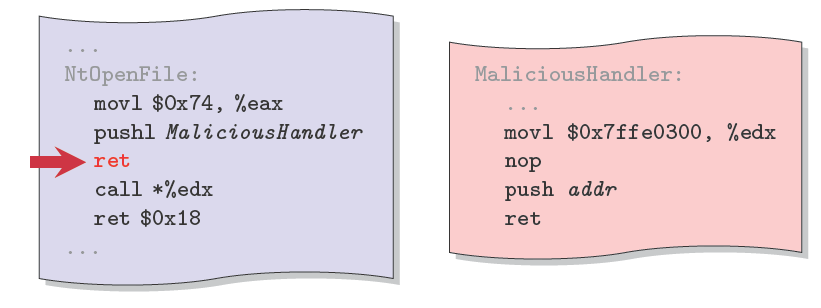 ...
NtOpenFile:
movl $0x74, %eax
pushl MaliciousHandler
ret
call *%edx
ret $0x18
...
MaliciousHandler:
...
movl $0x7ffe0300, %edx
nop
push addr
ret